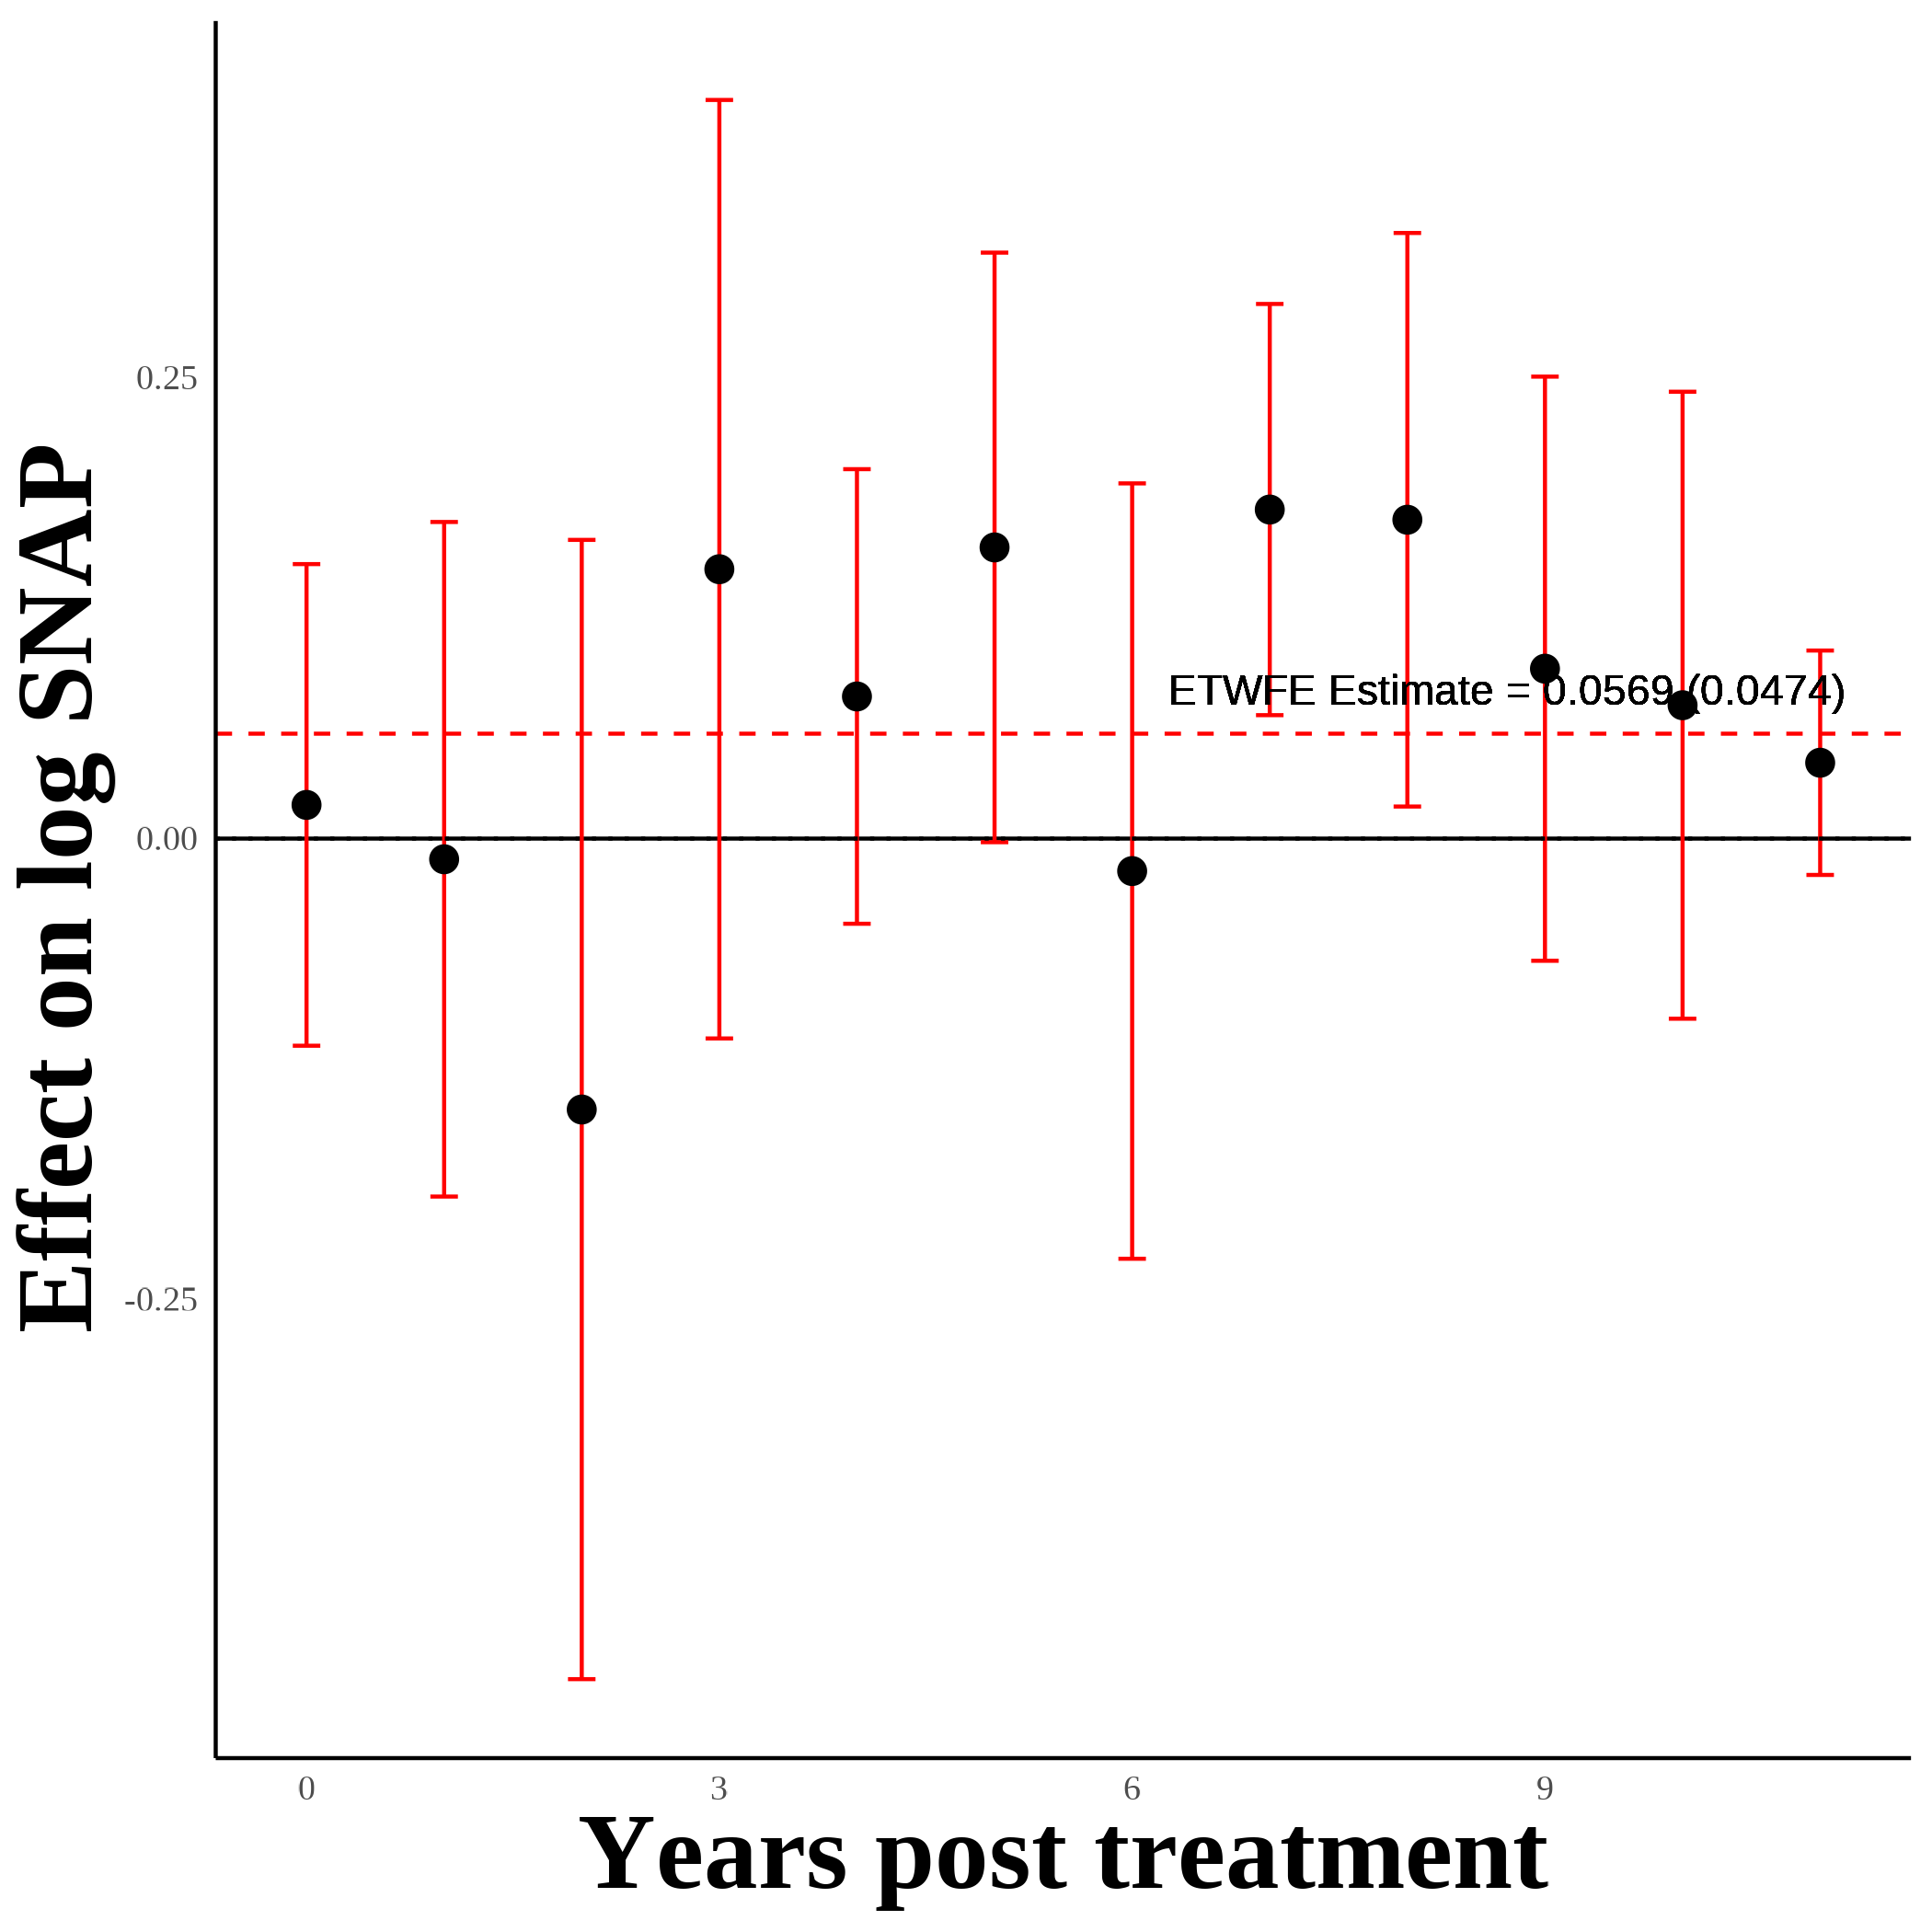 Effect on log SNAP
0.25
0.00
-0.25
ETWFE Estimate = 0.0569 (0.0474)
0 3 6 9
Years post treatment